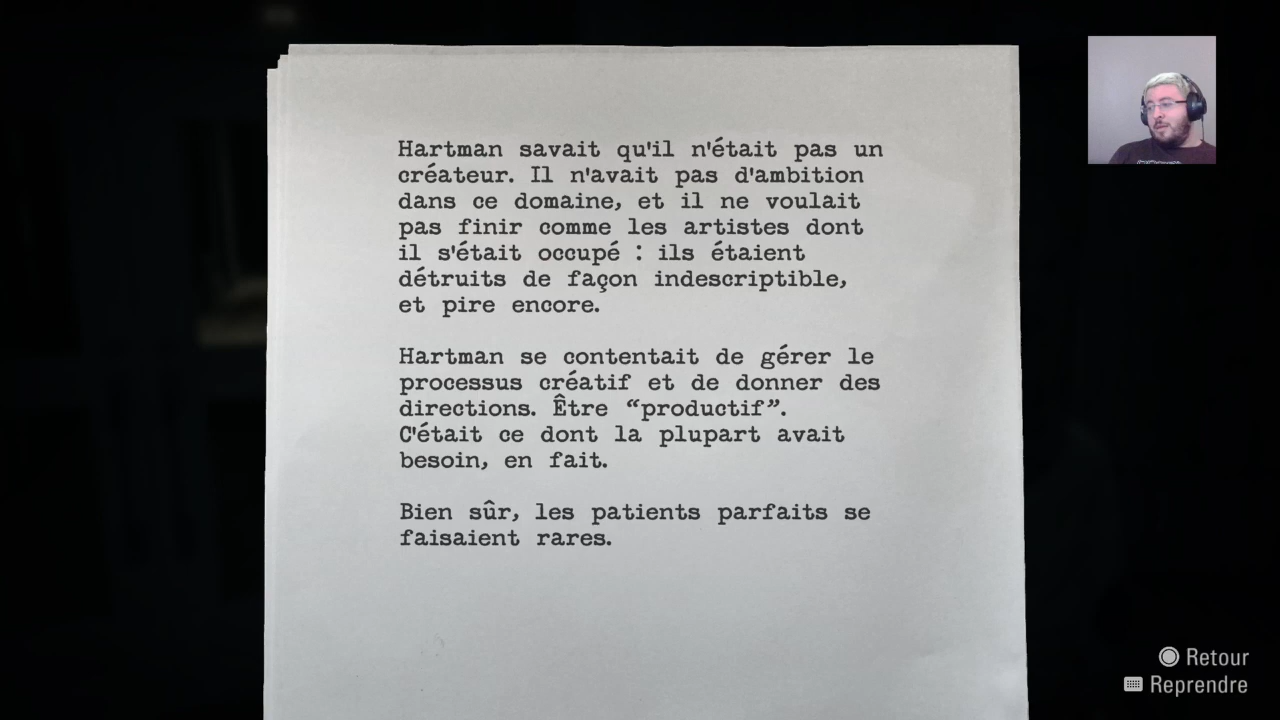 Hartman savait qu'il n'était pas un
créateur. Il n'avait pas d'ambition
dans ce domaine, et il ne voulait
pas finir comme les artistes dont
il s'était occupé : ils étaient
détruits de façon indescriptible,
et pire encore.
Hartman se contentait de gérer le
processus créatif et de donner des
directions. Être “productif”.
C'était ce dont la plupart avait
besoin, en fait.
Bien sûr, les patients parfaits se
faisaient rares.
Retour
Reprendre